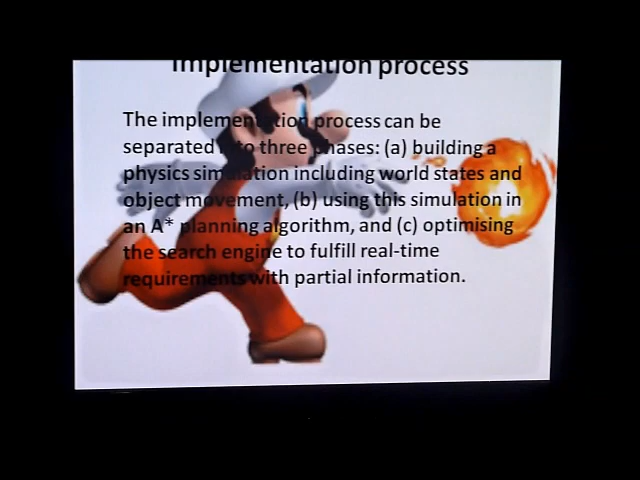 Implementation process
The implementation process can be
separated into three phases: (a) building a
physics simulation including world states and
object movement, (b) using this simulation in
an A* planning algorithm, and (c) optimising
the search engine to fulfill real-time
requirements with partial information.